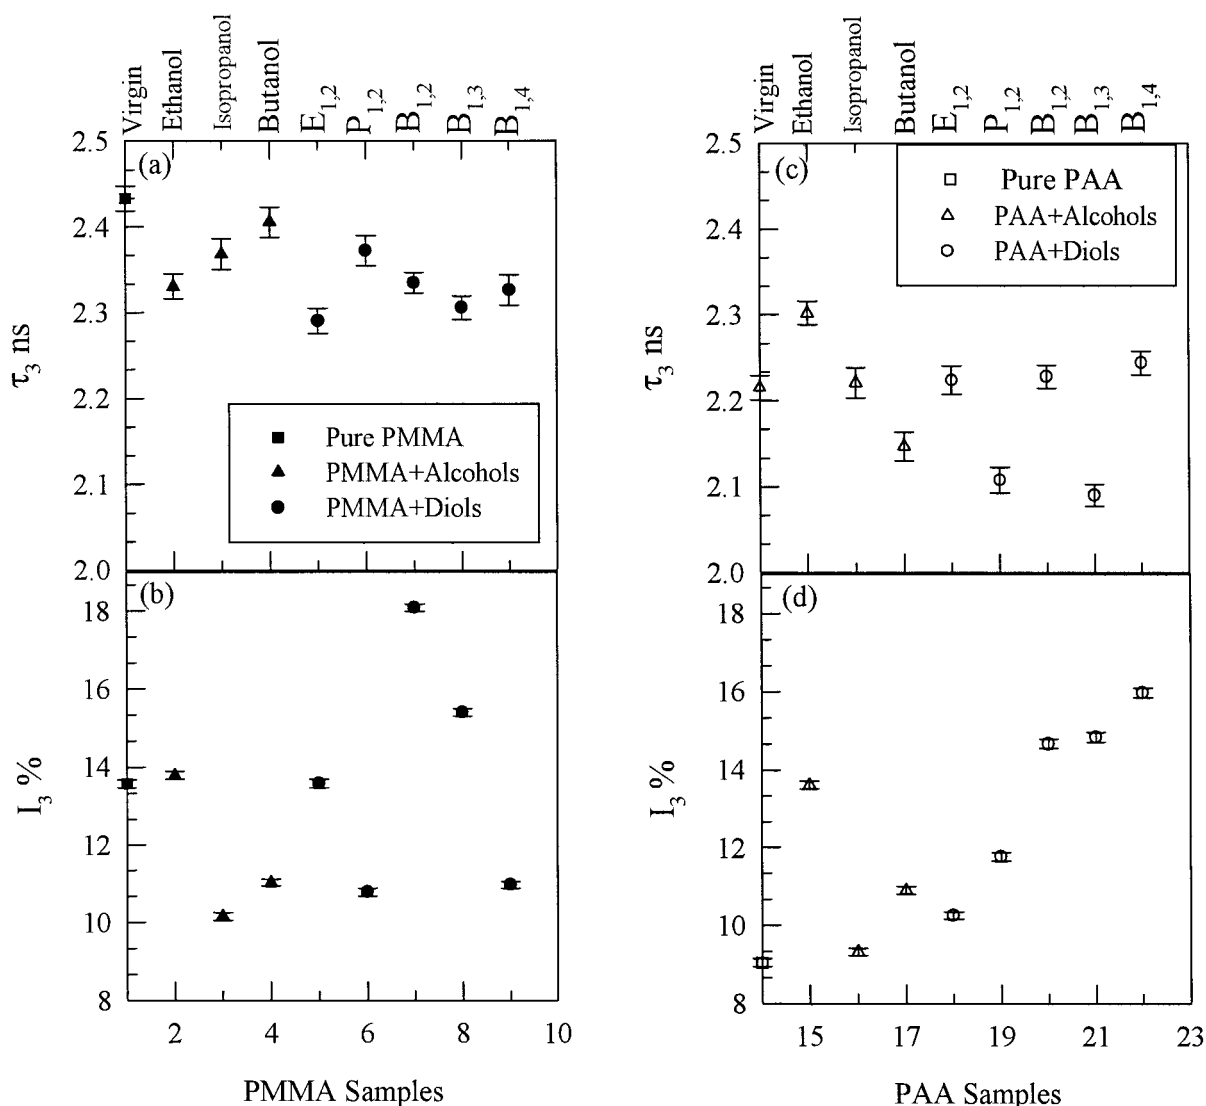 Virgin Ethanol Isopropanol Butanol E1,2 P1,2 B1,2 B1,3 B1,4
2.5
(a)
2.4
2.3
2.2
2.1
2.0
τ3 ns
Pure PMMA
PMMA+Alcohols
PMMA+Diols
(b)
18
16
14
12
10
8
I3 %
2 4 6 8 10
PMMA Samples
Virgin Ethanol Isopropanol Butanol E1,2 P1,2 B1,2 B1,3 B1,4
2.5
(c)
2.4
2.3
2.2
2.1
2.0
τ3 ns
Pure PAA
PAA+Alcohols
PAA+Diols
(d)
18
16
14
12
10
8
I3 %
15 17 19 21 23
PAA Samples